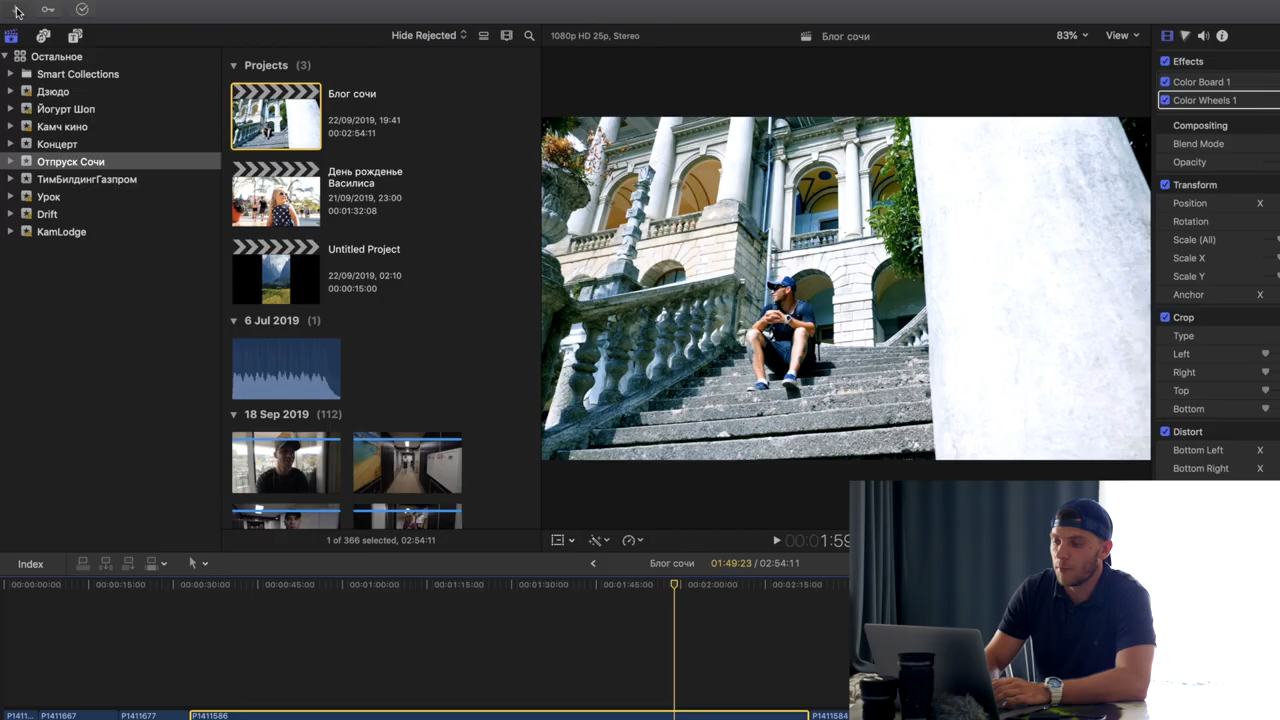 Hide Rejected
1080p HD 25p, Stereo
Блог сочи
83%
View
Остальное
Smart Collections
Дзюдо
Йогурт Шоп
Камч кино
Концерт
Отпруск Сочи
ТимБилдингГазпром
Урок
Drift
KamLodge
Projects (3)
Блог сочи
22/09/2019, 19:41
00:02:54:11
День рожденье
Василиса
21/09/2019, 23:00
00:01:32:08
Untitled Project
22/09/2019, 02:10
00:00:15:00
6 Jul 2019 (1)
18 Sep 2019 (112)
1 of 366 selected, 02:54:11
Effects
Color Board 1
Color Wheels 1
Compositing
Blend Mode
Opacity
Transform
Position X
Rotation
Scale (All)
Scale X
Scale Y
Anchor X
Crop
Type
Left
Right
Top
Bottom
Distort
Bottom Left X
Bottom Right X
00:01:59
Index
Блог сочи
01:49:23 / 02:54:11
00:00:00:00
00:00:15:00
00:00:30:00
00:00:45:00
00:01:00:00
00:01:15:00
00:01:30:00
00:01:45:00
00:02:00:00
00:02:15:00
P1411...
P1411667
P1411677
P1411586
P1411584